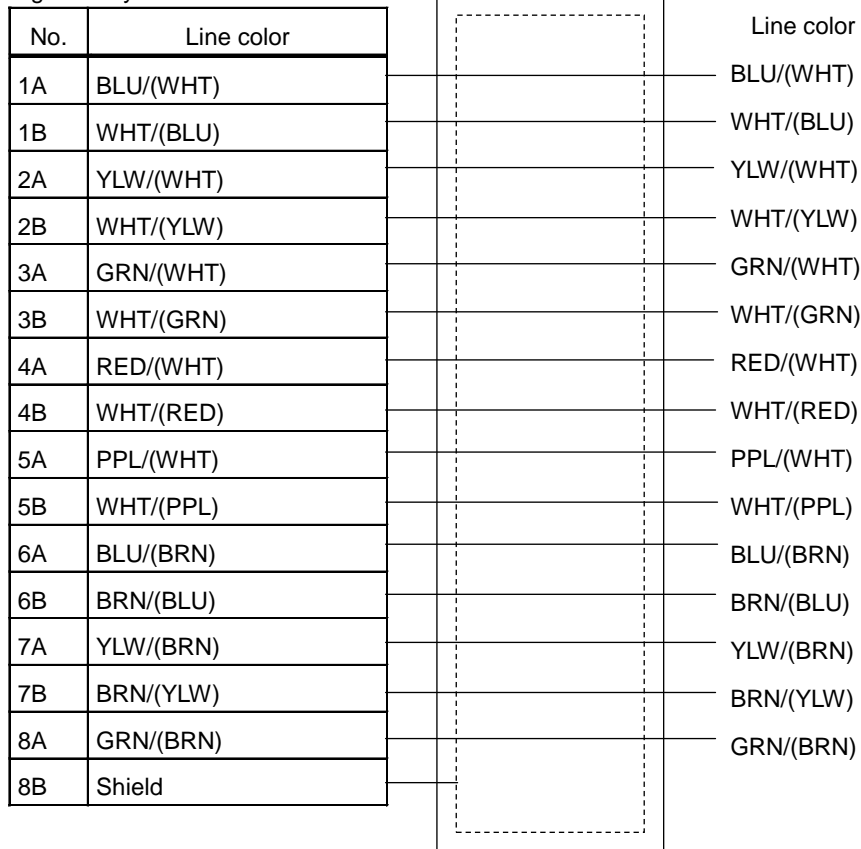 No. Line color Line color
1A BLU/(WHT) BLU/(WHT)
1B WHT/(BLU) WHT/(BLU)
2A YLW/(WHT) YLW/(WHT)
2B WHT/(YLW) WHT/(YLW)
3A GRN/(WHT) GRN/(WHT)
3B WHT/(GRN) WHT/(GRN)
4A RED/(WHT) RED/(WHT)
4B WHT/(RED) WHT/(RED)
5A PPL/(WHT) PPL/(WHT)
5B WHT/(PPL) WHT/(PPL)
6A BLU/(BRN) BLU/(BRN)
6B BRN/(BLU) BRN/(BLU)
7A YLW/(BRN) YLW/(BRN)
7B BRN/(YLW) BRN/(YLW)
8A GRN/(BRN) GRN/(BRN)
8B Shield